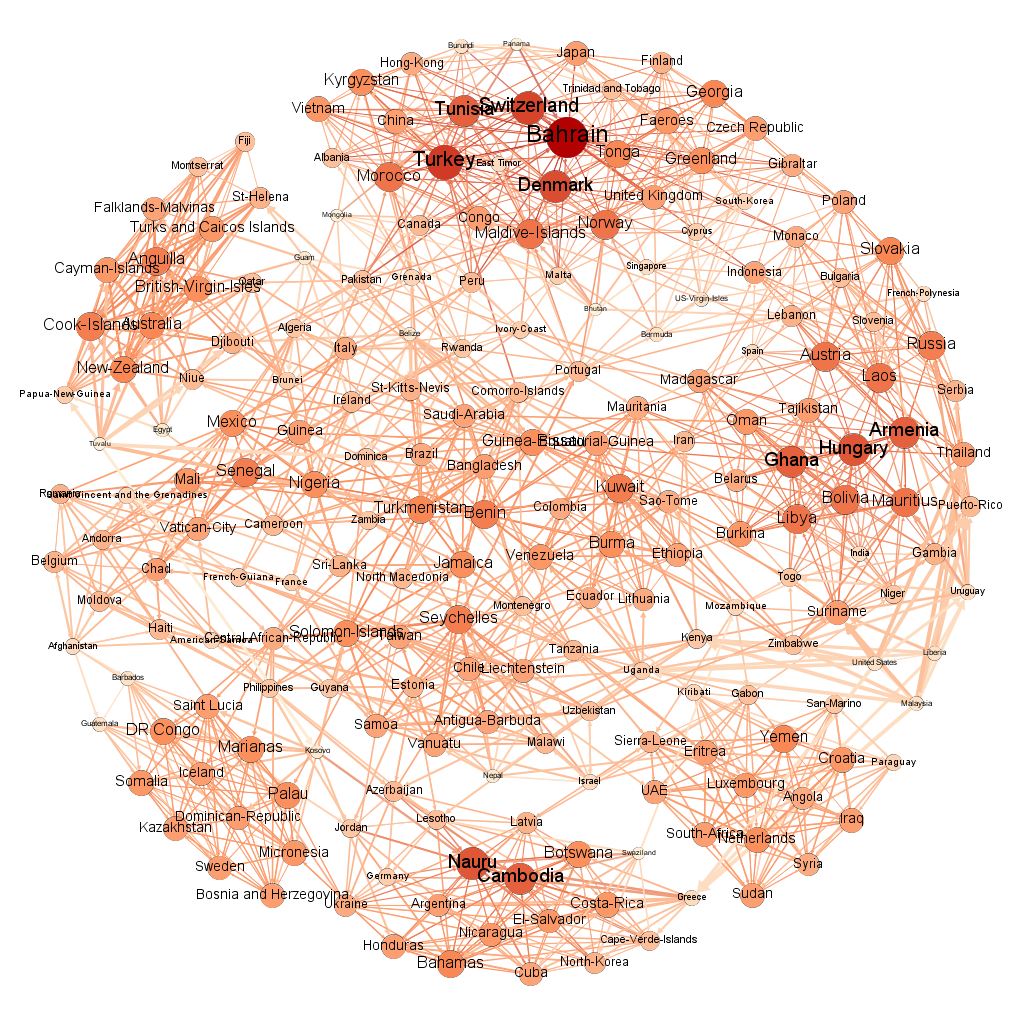 Burundi
Panama
Hong-Kong
Japan
Finland
Kyrgyzstan
Trinidad and Tobago
Georgia
Vietnam
Tunisia
Switzerland
China
Faeroes
Czech Republic
Bahrain
Fiji
Albania
Turkey
East Timor
Tonga
Greenland
Gibraltar
Montserrat
Morocco
Denmark
St-Helena
United Kingdom
South-Korea
Poland
Falklands-Malvinas
Mongolia
Congo
Turks and Caicos Islands
Canada
Maldive-Islands
Norway
Cyprus
Monaco
Slovakia
Anguilla
Guam
Cayman-Islands
Qatar
Pakistan
Grenada
Peru
Malta
Singapore
Indonesia
Bulgaria
British-Virgin-Isles
French-Polynesia
US-Virgin-Isles
Bhutan
Cook-Islands
Australia
Algeria
Belize
Ivory-Coast
Bermuda
Lebanon
Slovenia
Djibouti
Italy
Rwanda
Spain
Austria
Russia
New-Zealand
Niue
Brunei
St-Kitts-Nevis
Comorro-Islands
Portugal
Madagascar
Laos
Serbia
Papua-New-Guinea
Ireland
Mauritania
Tajikistan
Mexico
Guinea
Saudi-Arabia
Oman
Armenia
Tuvalu
Egypt
Guinea-Bissau
Equatorial-Guinea
Iran
Hungary
Thailand
Dominica
Brazil
Bangladesh
Ghana
Mali
Senegal
Nigeria
Kuwait
Belarus
Romania
Saint Vincent and the Grenadines
Sao-Tome
Bolivia
Mauritius
Puerto-Rico
Turkmenistan
Benin
Colombia
Zambia
Libya
Vatican-City
Cameroon
Burkina
Andorra
Burma
Venezuela
Ethiopia
India
Gambia
Belgium
Chad
Sri-Lanka
Jamaica
French-Guiana
France
North Macedonia
Togo
Uruguay
Niger
Moldova
Ecuador
Lithuania
Montenegro
Mozambique
Suriname
Haiti
Seychelles
Solomon-Islands
Taiwan
American-Samoa
Central-African-Republic
Kenya
Zimbabwe
Afghanistan
Tanzania
Liberia
United States
Chile
Liechtenstein
Uganda
Barbados
Philippines
Guyana
Estonia
Kiribati
Gabon
Saint Lucia
Uzbekistan
San-Marino
Malaysia
Guatemala
DR Congo
Samoa
Antigua-Barbuda
Marianas
Kosovo
Vanuatu
Malawi
Sierra-Leone
Eritrea
Yemen
Croatia
Paraguay
Iceland
Somalia
Nepal
Israel
Luxembourg
Palau
Azerbaijan
UAE
Angola
Dominican-Republic
Kazakhstan
Jordan
Lesotho
Latvia
South-Africa
Netherlands
Iraq
Micronesia
Swaziland
Sweden
Nauru
Botswana
Syria
Germany
Cambodia
Bosnia and Herzegovina
Ukraine
Argentina
Costa-Rica
Greece
Sudan
El-Salvador
Nicaragua
Honduras
Cape-Verde-Islands
Bahamas
Cuba
North-Korea